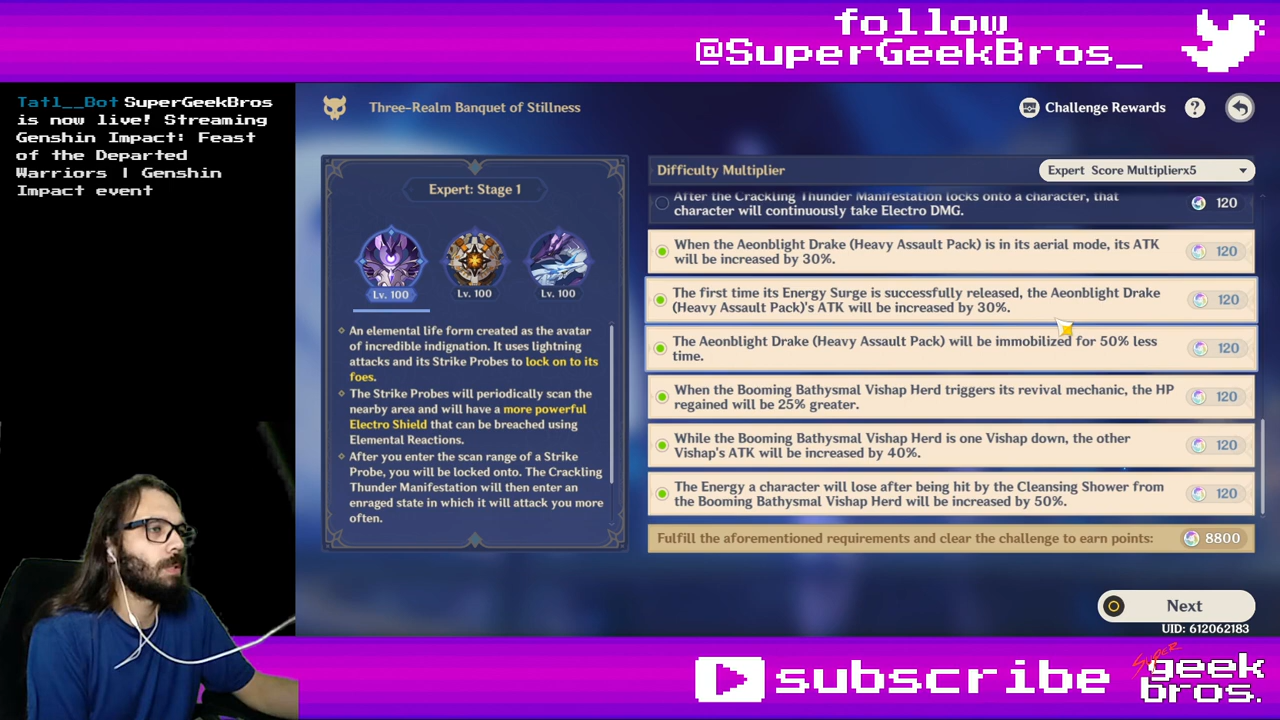 follow
@SuperGeekBros_
Tatl__Bot SuperGeekBros
is now live! Streaming
Genshin Impact: Feast
of the Departed
Warriors | Genshin
Impact event
Three-Realm Banquet of Stillness
Challenge Rewards
?
Expert: Stage 1
Lv. 100
Lv. 100
Lv. 100
An elemental life form created as the avatar
of incredible indignation. It uses lightning
attacks and its Strike Probes to lock on to its
foes.
The Strike Probes will periodically scan the
nearby area and will have a more powerful
Electro Shield that can be breached using
Elemental Reactions.
After you enter the scan range of a Strike
Probe, you will be locked onto. The Crackling
Thunder Manifestation will then enter an
enraged state in which it will attack you more
often.
Difficulty Multiplier
Expert Score Multiplierx5
After the Crackling Thunder Manifestation locks onto a character, that
character will continuously take Electro DMG.
120
When the Aeonblight Drake (Heavy Assault Pack) is in its aerial mode, its ATK
will be increased by 30%.
120
The first time its Energy Surge is successfully released, the Aeonblight Drake
(Heavy Assault Pack)'s ATK will be increased by 30%.
120
The Aeonblight Drake (Heavy Assault Pack) will be immobilized for 50% less
time.
120
When the Booming Bathysmal Vishap Herd triggers its revival mechanic, the HP
regained will be 25% greater.
120
While the Booming Bathysmal Vishap Herd is one Vishap down, the other
Vishap's ATK will be increased by 40%.
120
The Energy a character will lose after being hit by the Cleansing Shower from
the Booming Bathysmal Vishap Herd will be increased by 50%.
120
Fulfill the aforementioned requirements and clear the challenge to earn points:
8800
Next
UID: 612062183
subscribe
SUPER
geek
bros.